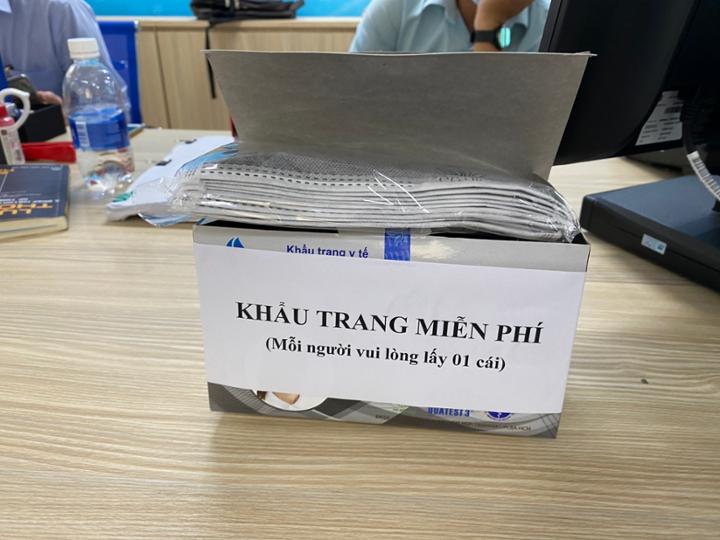 Khẩu trang y tế
KHẨU TRANG MIỄN PHÍ
(Mỗi người vui lòng lấy 01 cái)
QUATEST 3